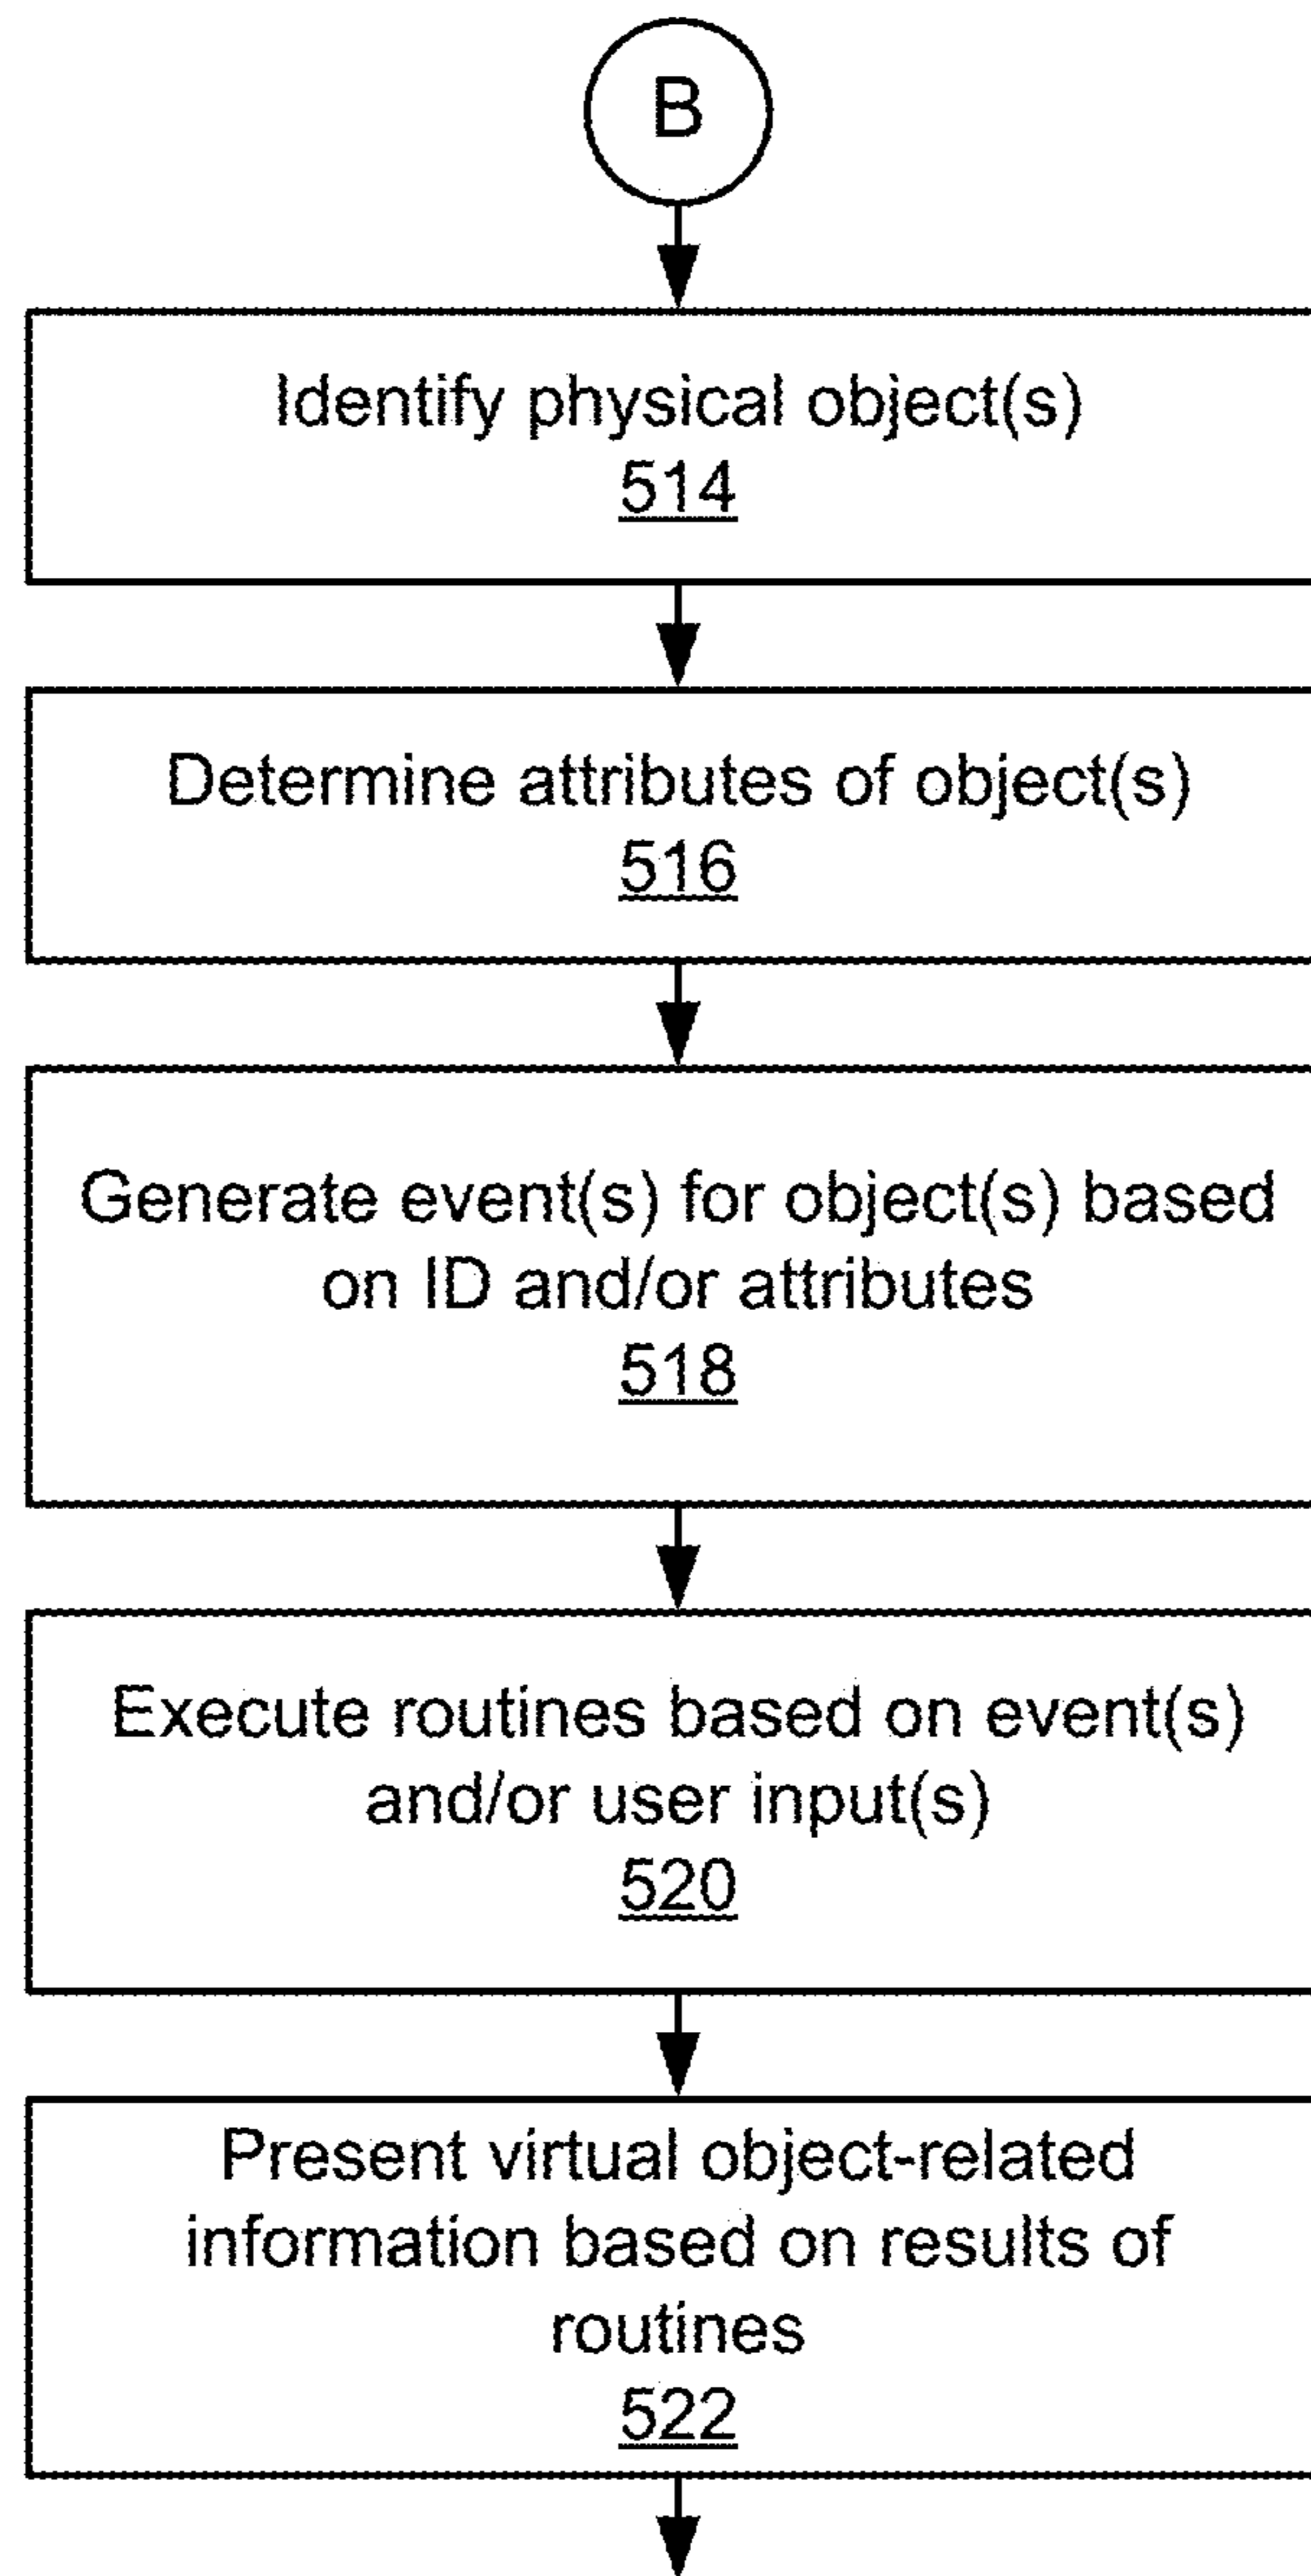 B
Identify physical object(s)
514
Determine attributes of object(s)
516
Generate event(s) for object(s) based
on ID and/or attributes
518
Execute routines based on event(s)
and/or user input(s)
520
Present virtual object-related
information based on results of
routines
522